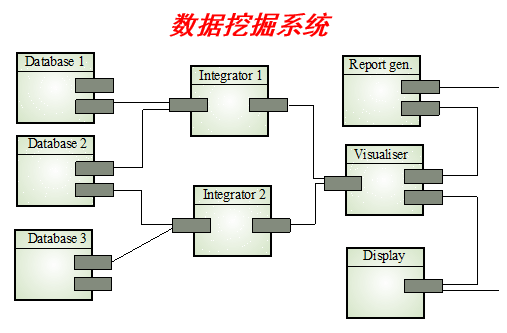 数据挖掘系统
Database 1
Integrator 1
Report gen.
Database 2
Visualiser
Integrator 2
Database 3
Display